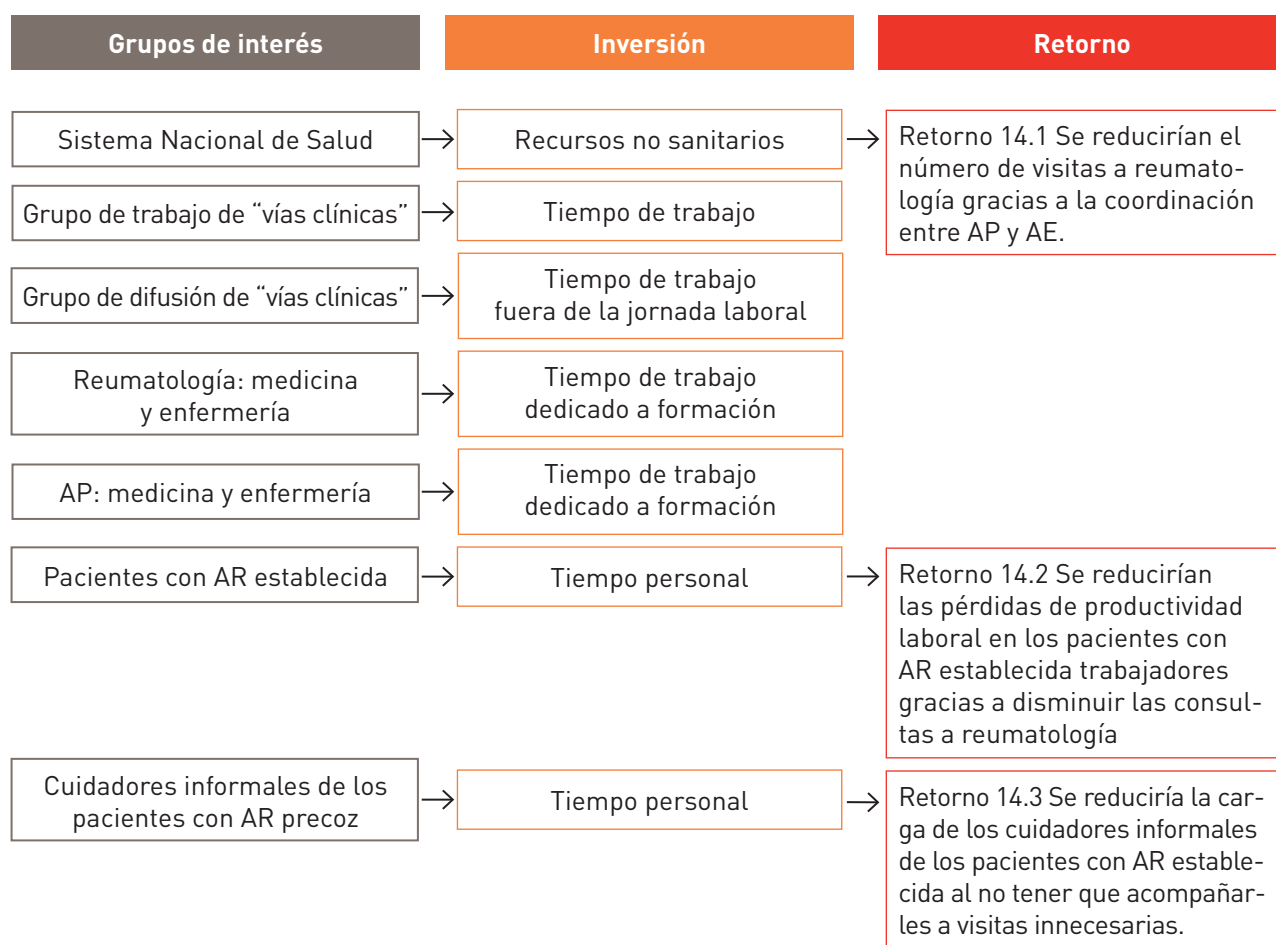 Grupos de interés
Inversión
Retorno
Sistema Nacional de Salud
Recursos no sanitarios
Retorno 14.1 Se reducirían el
número de visitas a reumato-
logía gracias a la coordinación
entre AP y AE.
Grupo de trabajo de “vías clínicas”
Tiempo de trabajo
Grupo de difusión de “vías clínicas”
Tiempo de trabajo
fuera de la jornada laboral
Reumatología: medicina
y enfermería
Tiempo de trabajo
dedicado a formación
AP: medicina y enfermería
Tiempo de trabajo
dedicado a formación
Pacientes con AR establecida
Tiempo personal
Retorno 14.2 Se reducirían
las pérdidas de productividad
laboral en los pacientes con
AR establecida trabajadores
gracias a disminuir las consul-
tas a reumatología
Cuidadores informales de los
pacientes con AR precoz
Tiempo personal
Retorno 14.3 Se reduciría la car-
ga de los cuidadores informales
de los pacientes con AR estable-
cida al no tener que acompañar-
les a visitas innecesarias.